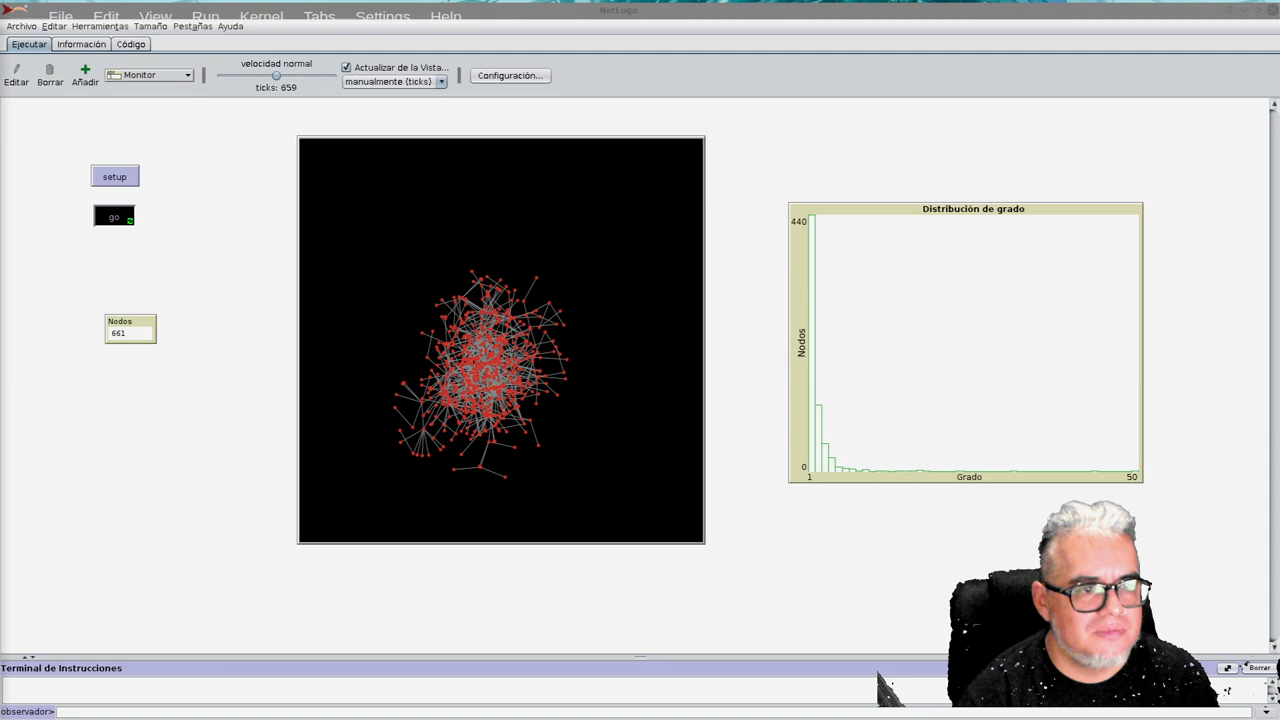 File Edit View Run Kernel Tabs Settings Help
NetLogo
Archivo Editar Herramientas Tamaño Pestañas Ayuda
Ejecutar Información Código
Editar Borrar Añadir Monitor
velocidad normal
ticks: 659
Actualizar de la Vista...
manualmente (ticks)
Configuración...
setup
go
Nodos
661
Distribución de grado
440
Nodos
0
1 Grado 50
Terminal de Instrucciones
Borrar
observador>